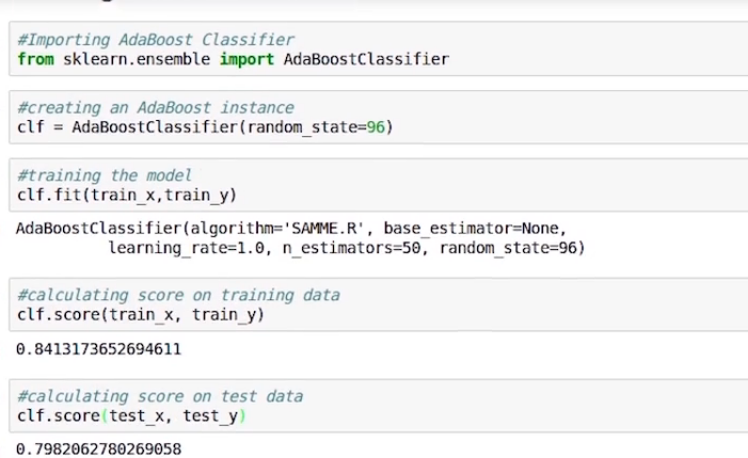 #Importing AdaBoost Classifier
from sklearn.ensemble import AdaBoostClassifier
#creating an AdaBoost instance
clf = AdaBoostClassifier(random_state=96)
#training the model
clf.fit(train_x,train_y)
AdaBoostClassifier(algorithm='SAMME.R', base_estimator=None,
learning_rate=1.0, n_estimators=50, random_state=96)
#calculating score on training data
clf.score(train_x, train_y)
0.8413173652694611
#calculating score on test data
clf.score(test_x, test_y)
0.7982062780269058